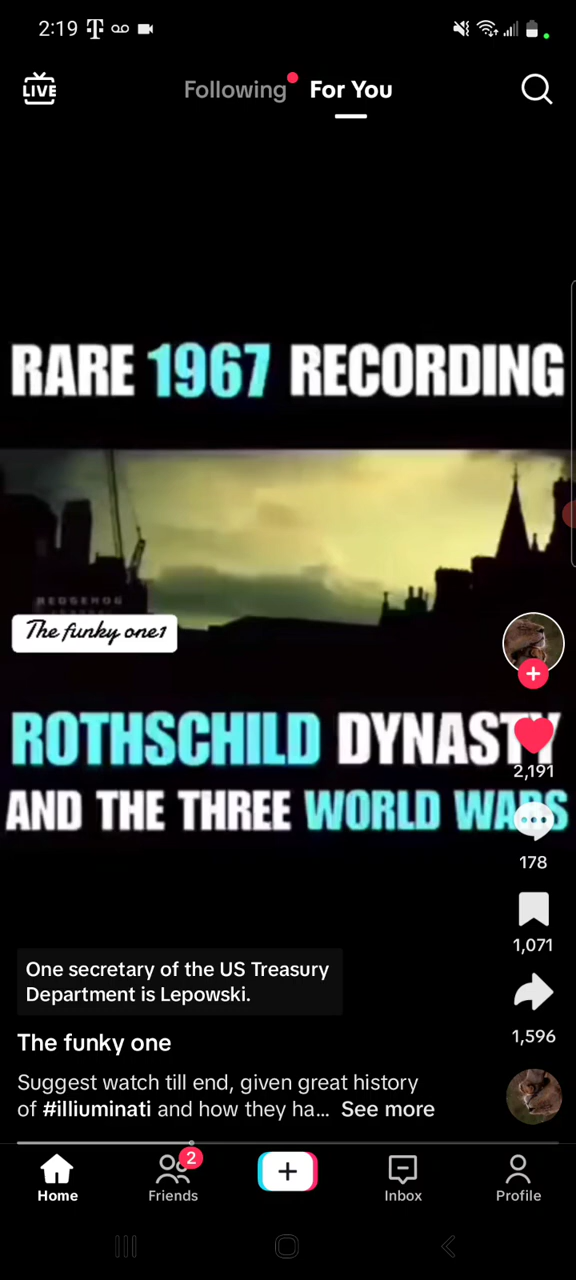 2:19
LIVE
Following
For You
RARE 1967 RECORDING
HEDGEHOG
The funky one1
ROTHSCHILD DYNASTY
AND THE THREE WORLD WARS
2,191
178
1,071
1,596
One secretary of the US Treasury
Department is Lepowski.
The funky one
Suggest watch till end, given great history
of #illiuminati and how they ha... See more
2
Home
Friends
Inbox
Profile